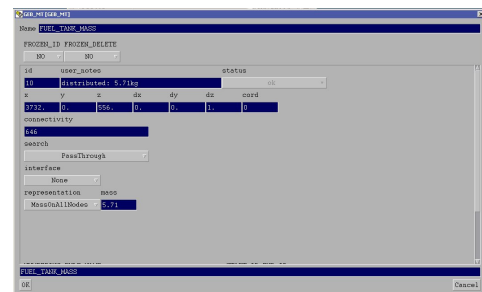 GEB_MT [GEB_MT]
Name FUEL_TANK_MASS
FROZEN_ID FROZEN_DELETE
NO NO
id user_notes status
10 distributed: 5.71kg ok
x y z dx dy dz cord
3732. 0. 556. 0. 0. 1. 0
connectivity
646
search
PassThrough
interface
None
representation mass
MassOnAllNodes 5.71
FUEL_TANK_MASS
OK Cancel